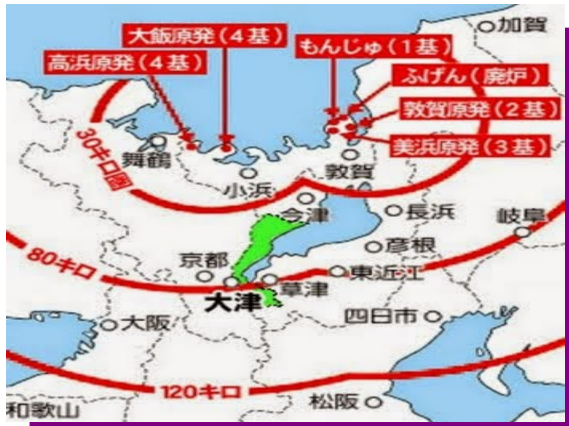 加賀
大飯原発(4基)
もんじゅ(1基)
高浜原発(4基)
ふげん(廃炉)
敦賀原発(2基)
美浜原発(3基)
30キロ圏
舞鶴
小浜
敦賀
今津
長浜
岐阜
彦根
80キロ
京都
東近江
大津
草津
大阪
四日市
120キロ
和歌山
松阪